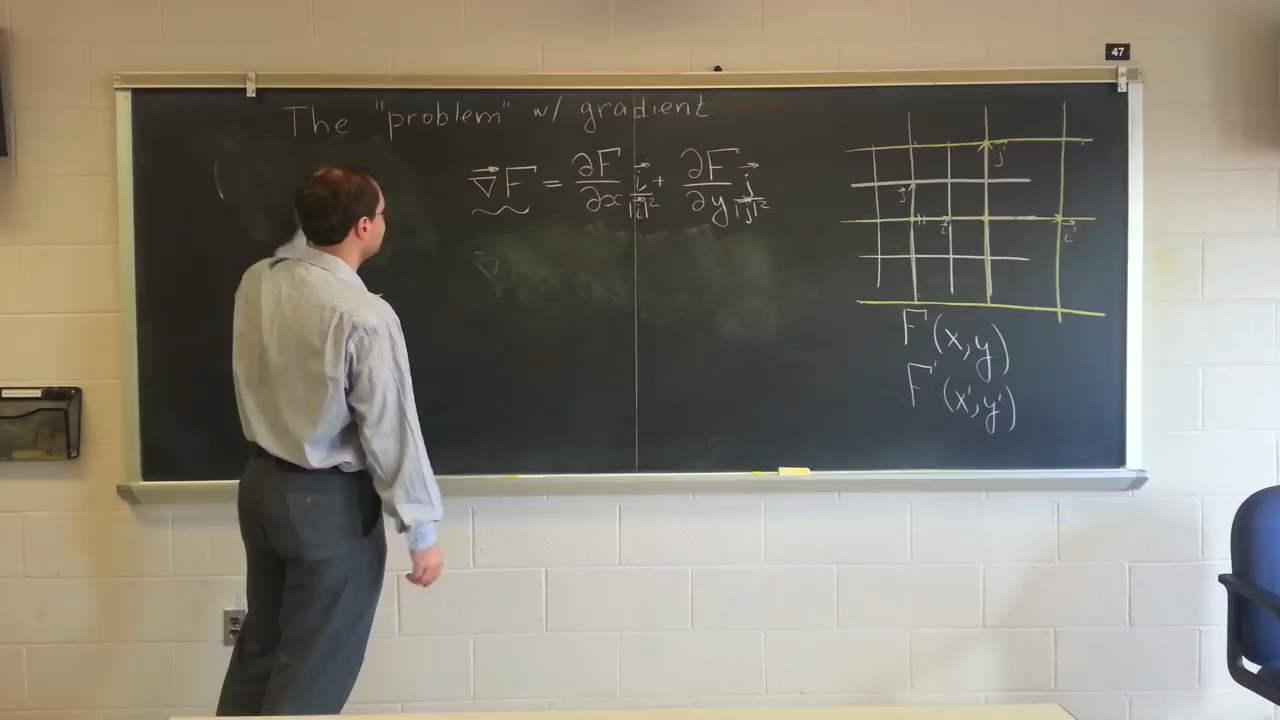 47
The "problem" w/ gradient
∇⃗F = ∂F/∂x i⃗/|i⃗|² + ∂F/∂y j⃗/|j⃗|²
∇⃗
j⃗'
j⃗
i⃗
i⃗'
F(x,y)
F'(x',y')